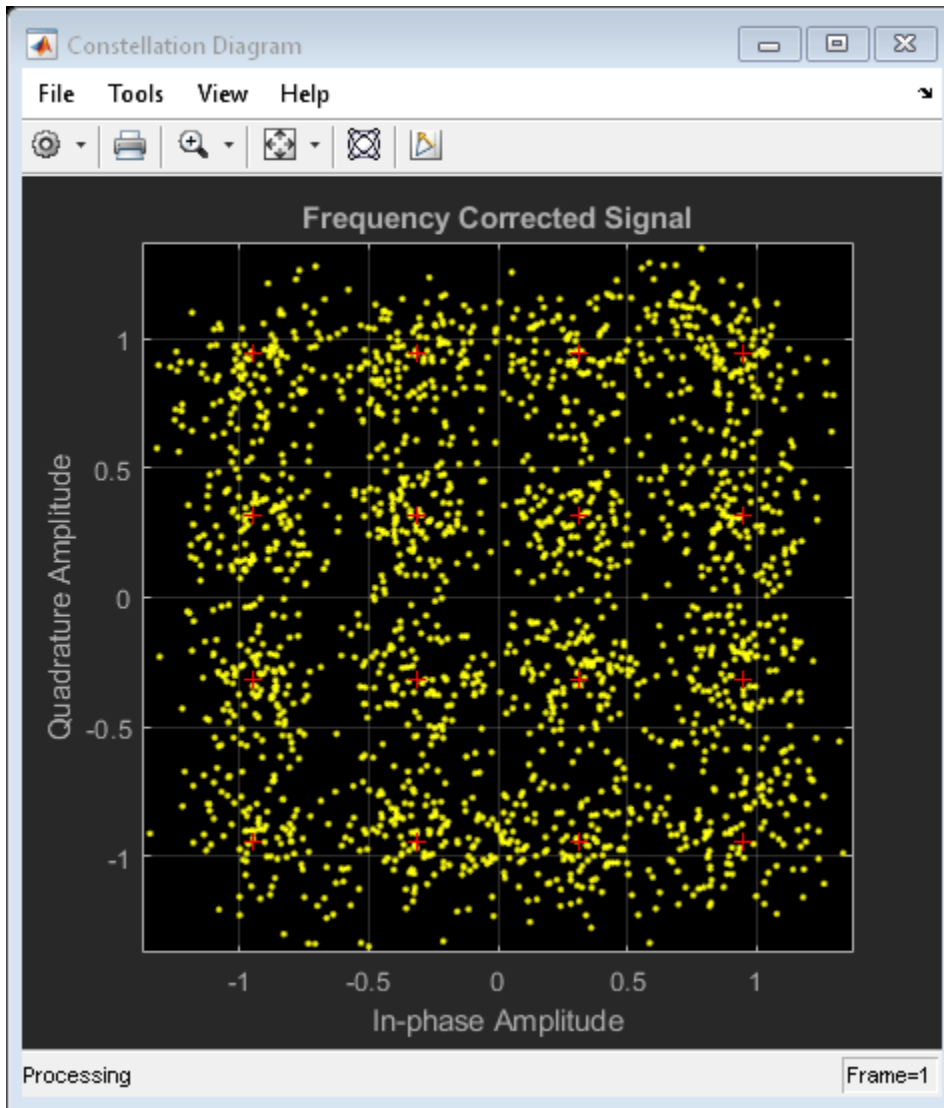 Constellation Diagram
File Tools View Help
Frequency Corrected Signal
1
0.5
0
-0.5
-1
Quadrature Amplitude
-1 -0.5 0 0.5 1
In-phase Amplitude
Processing Frame=1